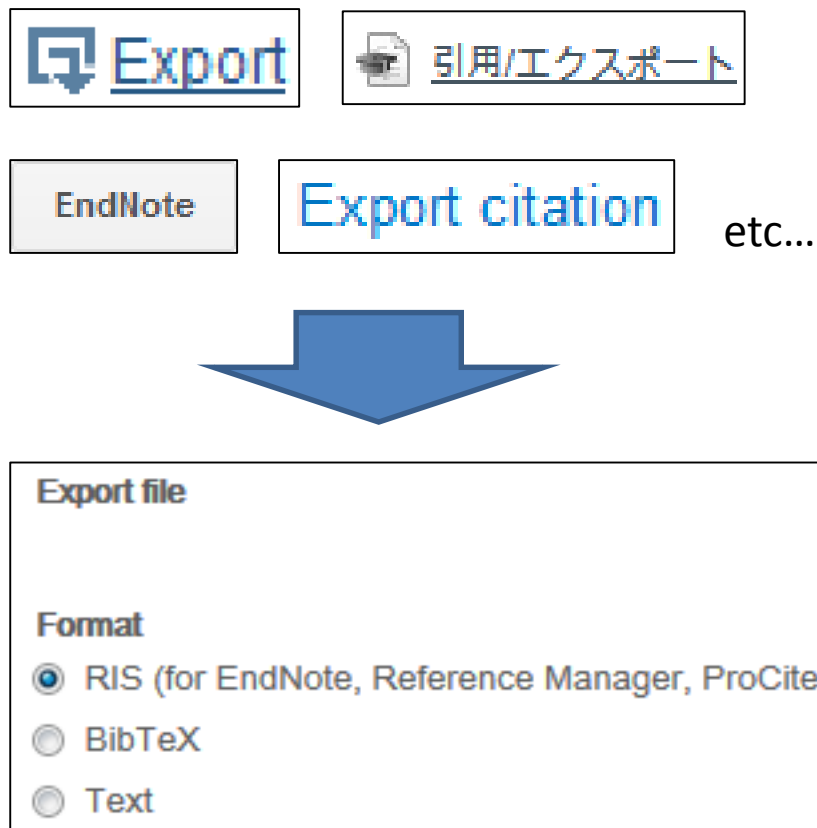 Export
引用/エクスポート
EndNote
Export citation
etc...
Export file
Format
RIS (for EndNote, Reference Manager, ProCite
BibTeX
Text